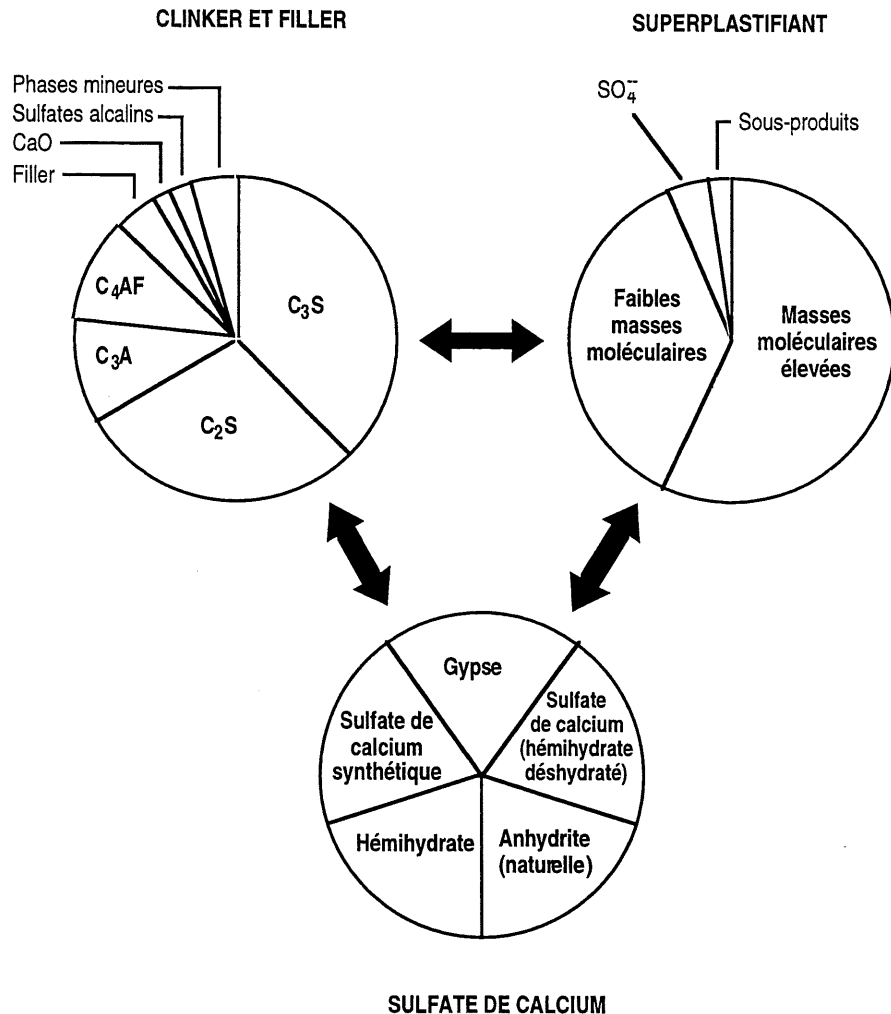 CLINKER ET FILLER
SUPERPLASTIFIANT
Phases mineures
Sulfates alcalins
CaO
Filler
C₄AF
C₃A
C₂S
C₃S
SO₄⁻⁻
Sous-produits
Faibles
masses
moléculaires
Masses
moléculaires
élevées
Gypse
Sulfate de
calcium
synthétique
Sulfate
de calcium
(hémihydrate
déshydraté)
Hémihydrate
Anhydrite
(naturelle)
SULFATE DE CALCIUM